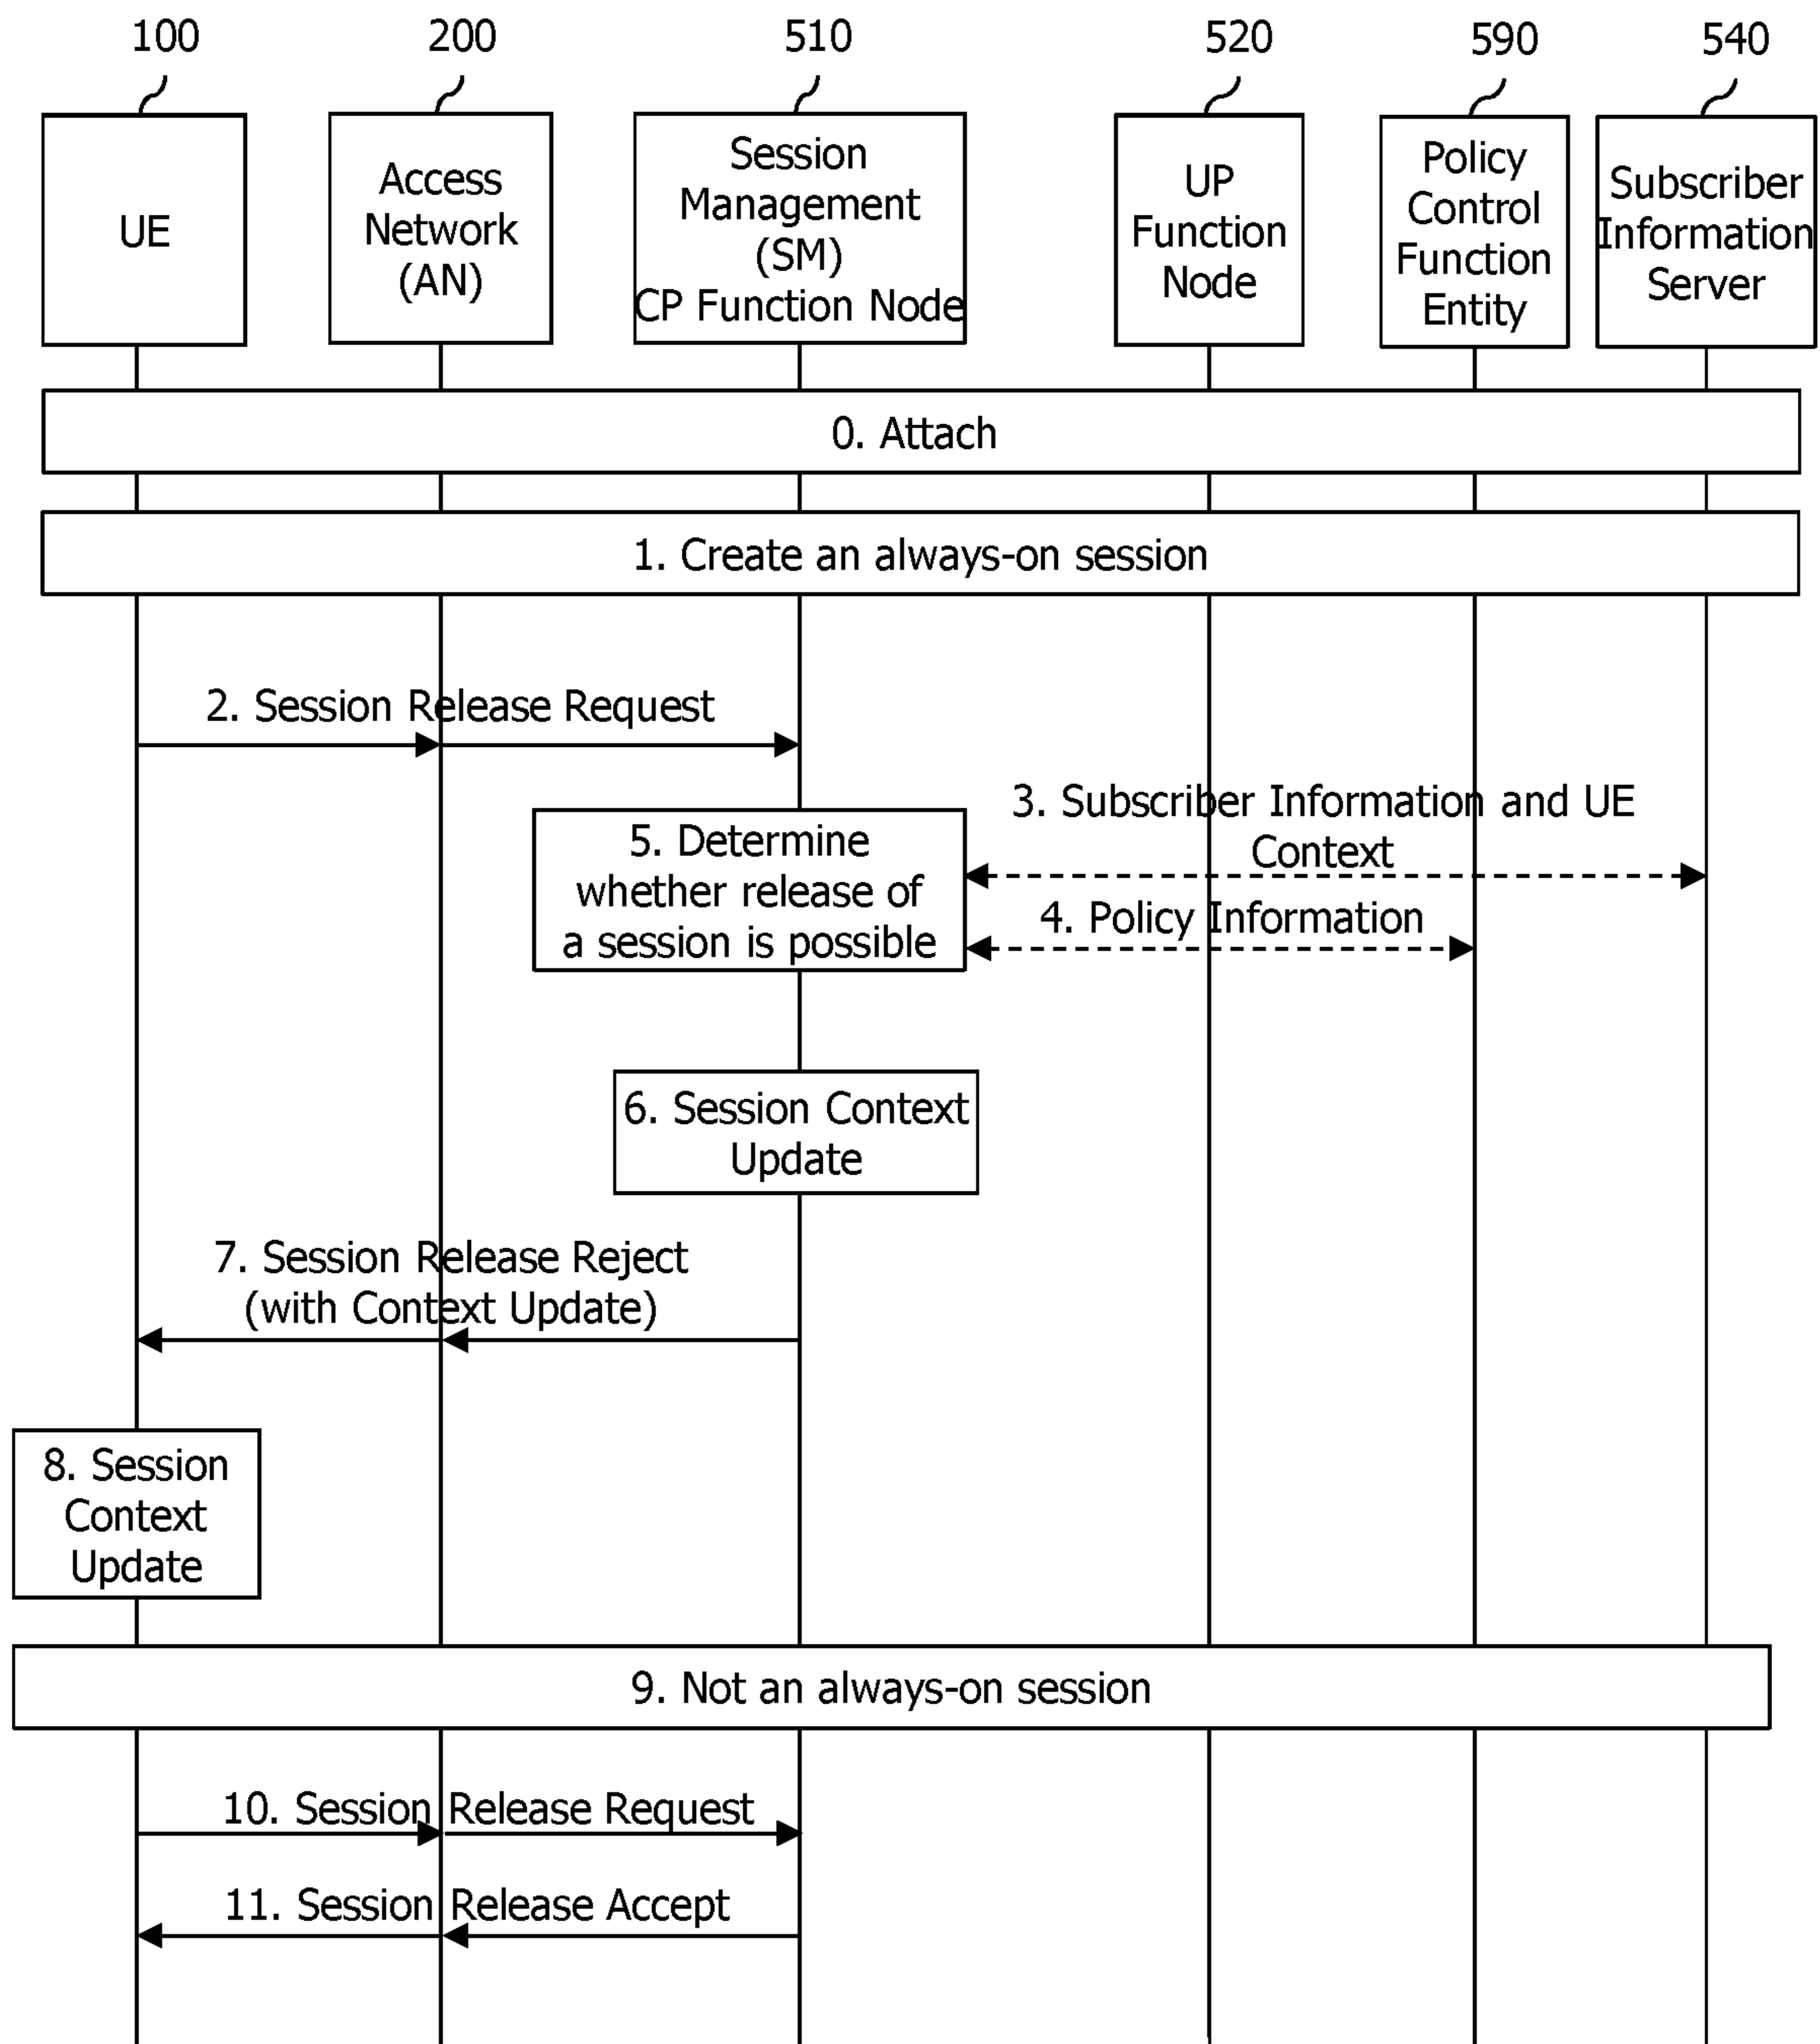 100
200
510
520
590
540
UE
Access
Network
(AN)
Session
Management
(SM)
CP Function Node
UP
Function
Node
Policy
Control
Function
Entity
Subscriber
Information
Server
0. Attach
1. Create an always-on session
2. Session Release Request
3. Subscriber Information and UE
Context
4. Policy Information
5. Determine
whether release of
a session is possible
6. Session Context
Update
7. Session Release Reject
(with Context Update)
8. Session
Context
Update
9. Not an always-on session
10. Session Release Request
11. Session Release Accept